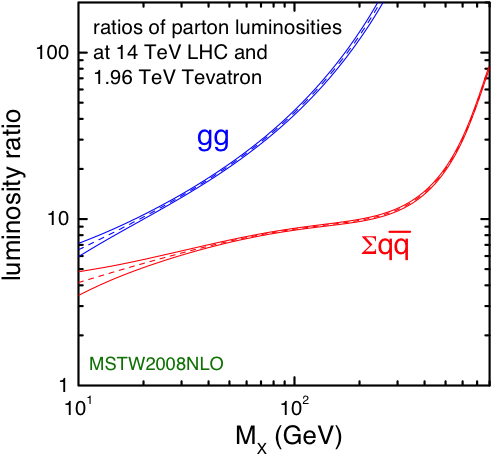 ratios of parton luminosities
at 14 TeV LHC and
1.96 TeV Tevatron
100
gg
luminosity ratio
10
Σqq̅
MSTW2008NLO
1
10¹
10²
M_X (GeV)